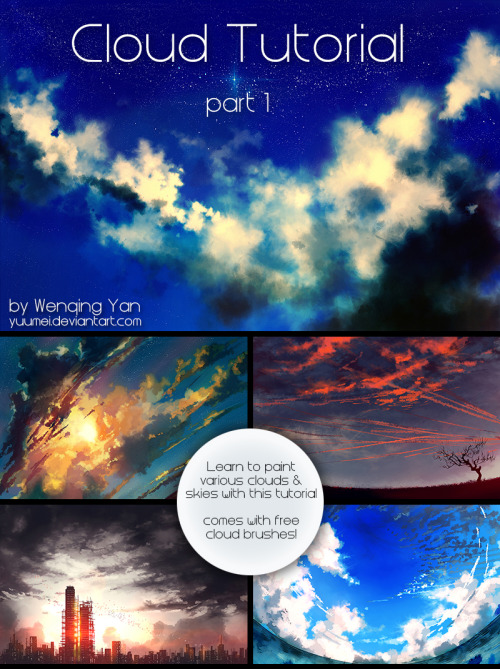 Cloud Tutorial
part 1
by Wenqing Yan
yuumei.deviantart.com
Learn to paint
various clouds &
skies with this tutorial
comes with free
cloud brushes!